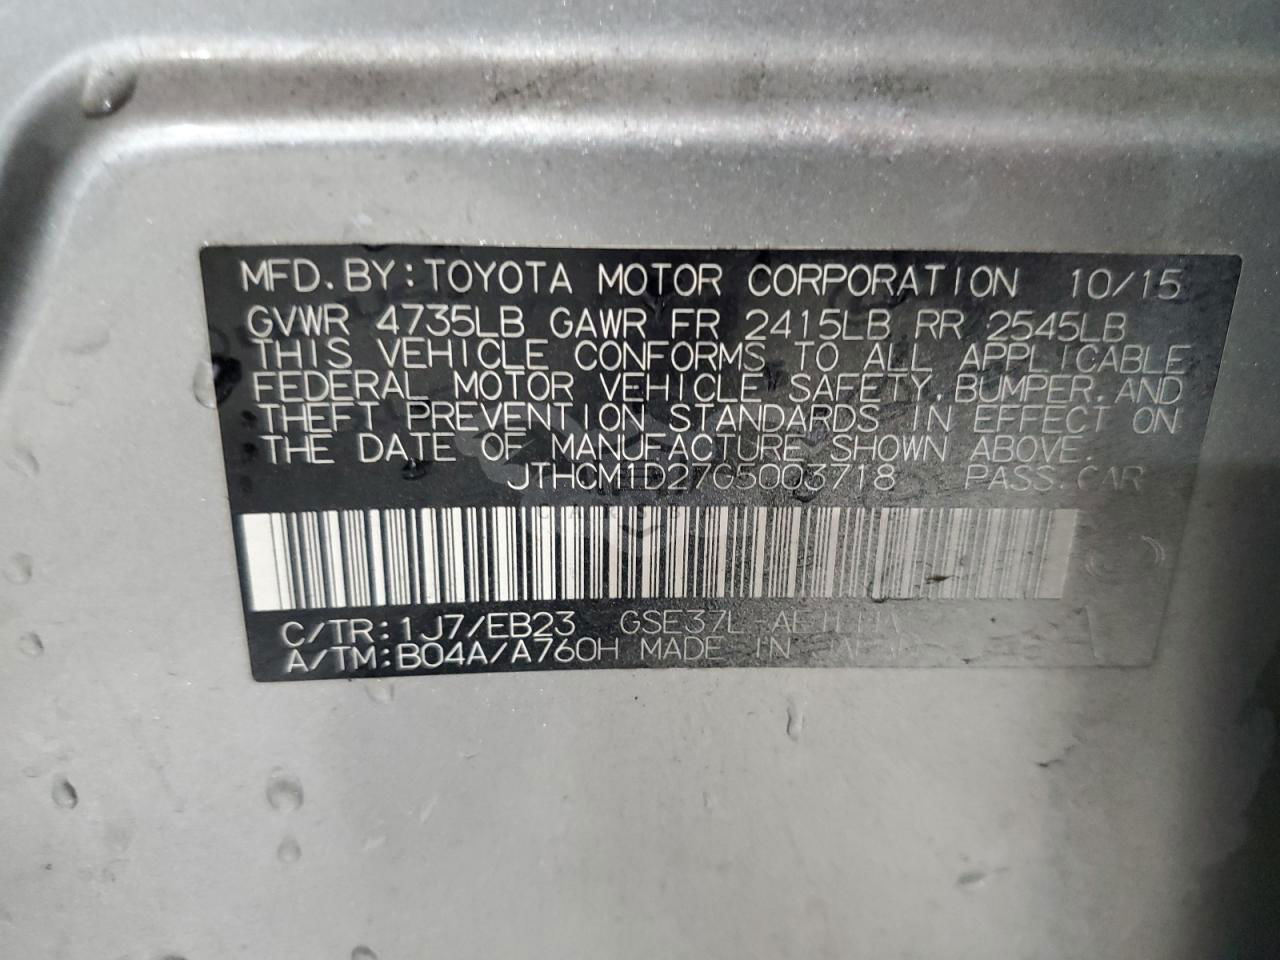 MFD.BY:TOYOTA MOTOR CORPORATION 10/15
GVWR 4735LB GAWR FR 2415LB RR 2545LB
THIS VEHICLE CONFORMS TO ALL APPLICABLE
FEDERAL MOTOR VEHICLE SAFETY,BUMPER,AND
THEFT PREVENTION STANDARDS IN EFFECT ON
THE DATE OF MANUFACTURE SHOWN ABOVE.
JTHCM1D27G5003718 PASS.CAR
C/TR:1J7/EB23
A/TM:B04A/A760H MADE IN JAPAN